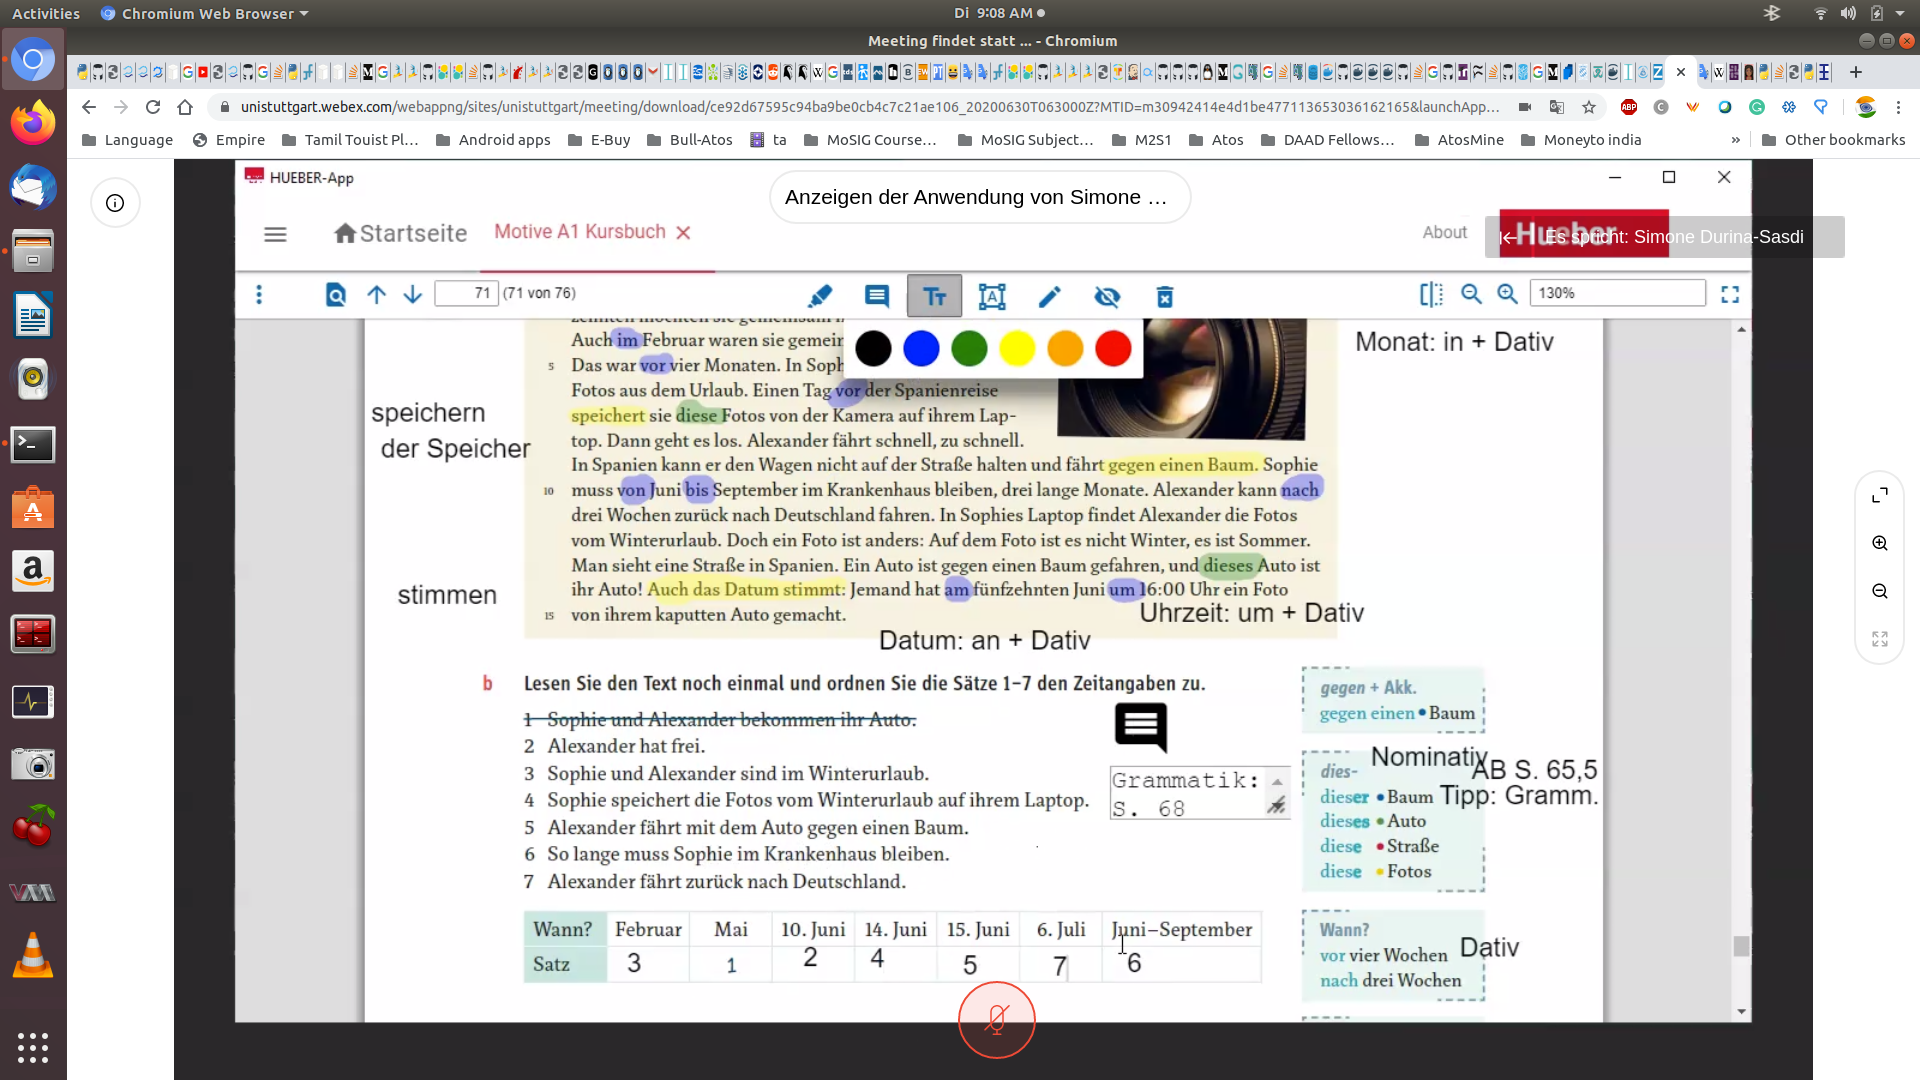 Activities
Chromium Web Browser
Di 9:08 AM
Meeting findet statt ... - Chromium
unistuttgart.webex.com/webappng/sites/unistuttgart/meeting/download/ce92d67595c94ba9be0cb4c7c21ae106_20200630T063000Z?MTID=m30942414e4d1be477113653036162165&launchApp...
Language Empire Tamil Touist Pl... Android apps E-Buy Bull-Atos ta MoSIG Course... MoSIG Subject... M2S1 Atos DAAD Fellows... AtosMine Moneyto india » Other bookmarks
HUEBER-App
Anzeigen der Anwendung von Simone ...
Startseite Motive A1 Kursbuch About Hueber
Es spricht: Simone Durina-Sasdi
71 (71 von 76) 130%
Auch im Februar waren sie gemein
5 Das war vor vier Monaten. In Soph
Fotos aus dem Urlaub. Einen Tag vor der Spanienreise
speichert sie diese Fotos von der Kamera auf ihrem Lap-
top. Dann geht es los. Alexander fährt schnell, zu schnell.
In Spanien kann er den Wagen nicht auf der Straße halten und fährt gegen einen Baum. Sophie
10 muss von Juni bis September im Krankenhaus bleiben, drei lange Monate. Alexander kann nach
drei Wochen zurück nach Deutschland fahren. In Sophies Laptop findet Alexander die Fotos
vom Winterurlaub. Doch ein Foto ist anders: Auf dem Foto ist es nicht Winter, es ist Sommer.
Man sieht eine Straße in Spanien. Ein Auto ist gegen einen Baum gefahren, und dieses Auto ist
ihr Auto! Auch das Datum stimmt: Jemand hat am fünfzehnten Juni um 16:00 Uhr ein Foto
15 von ihrem kaputten Auto gemacht.
Monat: in + Dativ
speichern
der Speicher
stimmen
Uhrzeit: um + Dativ
Datum: an + Dativ
b Lesen Sie den Text noch einmal und ordnen Sie die Sätze 1–7 den Zeitangaben zu.
1 Sophie und Alexander bekommen ihr Auto.
2 Alexander hat frei.
3 Sophie und Alexander sind im Winterurlaub.
4 Sophie speichert die Fotos vom Winterurlaub auf ihrem Laptop.
5 Alexander fährt mit dem Auto gegen einen Baum.
6 So lange muss Sophie im Krankenhaus bleiben.
7 Alexander fährt zurück nach Deutschland.
Grammatik:
S. 68
Wann? Februar Mai 10. Juni 14. Juni 15. Juni 6. Juli Juni–September
Satz 3 1 2 4 5 7 6
gegen + Akk.
gegen einen • Baum
Nominativ
dies-
AB S. 65,5
dieser • Baum
Tipp: Gramm.
dieses • Auto
diese • Straße
diese • Fotos
Wann?
vor vier Wochen
Dativ
nach drei Wochen